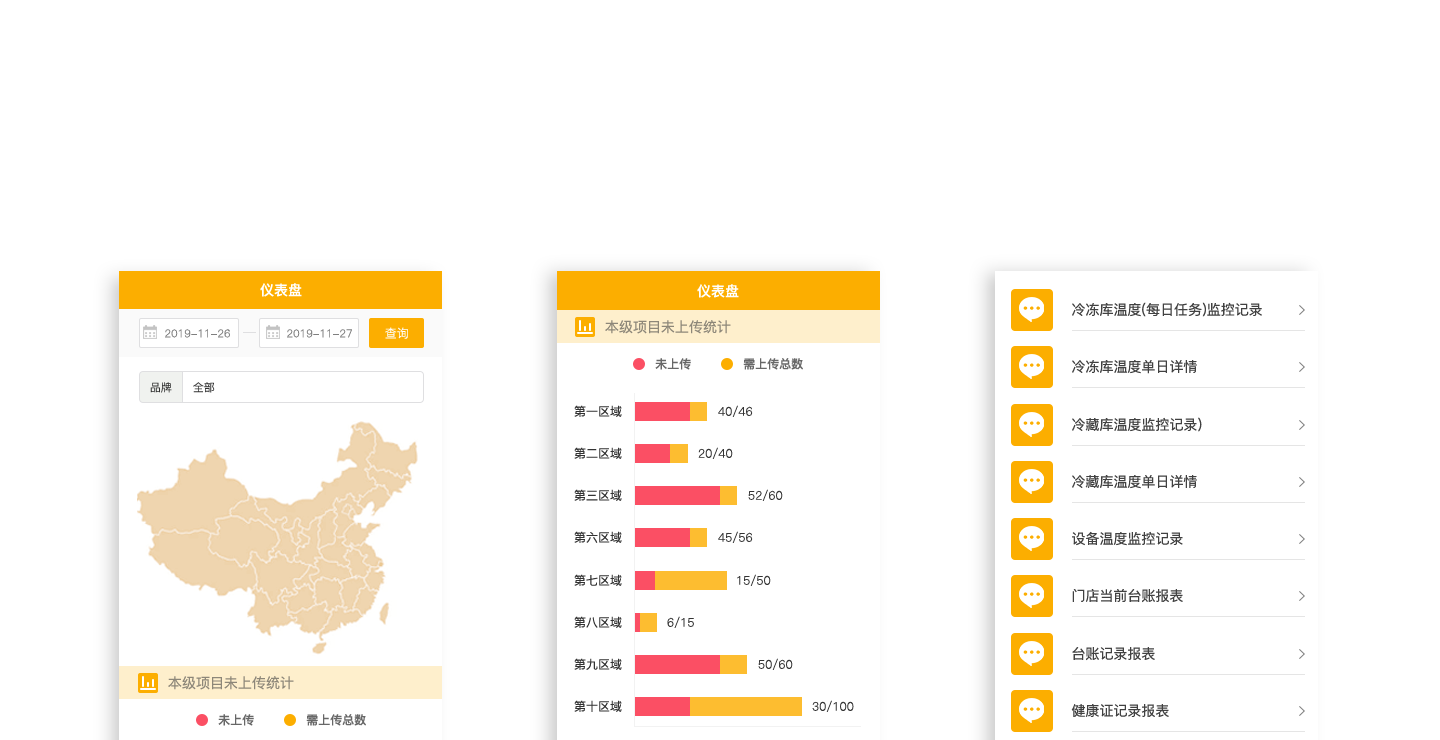 仪表盘
2019-11-26
2019-11-27
查询
品牌
全部
本级项目未上传统计
未上传
需上传总数
仪表盘
本级项目未上传统计
未上传
需上传总数
第一区域 40/46
第二区域 20/40
第三区域 52/60
第六区域 45/56
第七区域 15/50
第八区域 6/15
第九区域 50/60
第十区域 30/100
冷冻库温度(每日任务)监控记录
冷冻库温度单日详情
冷藏库温度监控记录)
冷藏库温度单日详情
设备温度监控记录
门店当前台账报表
台账记录报表
健康证记录报表